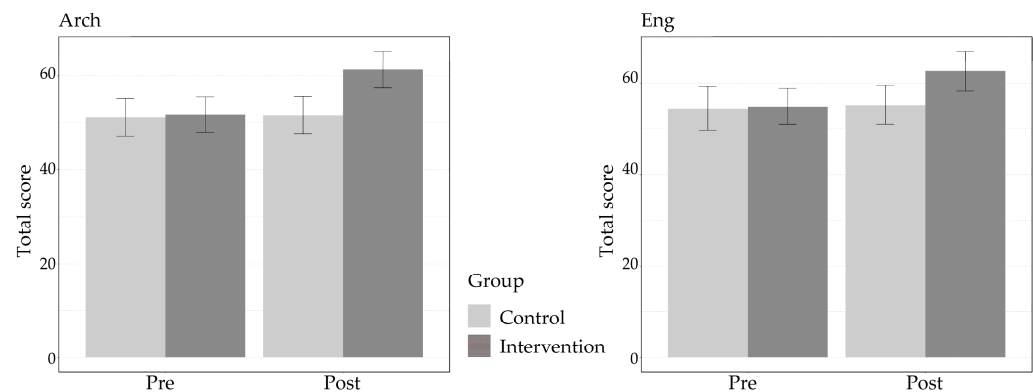 Arch
Total score
60
40
20
0
Pre
Post
Group
Control
Intervention
Eng
Total score
60
40
20
0
Pre
Post